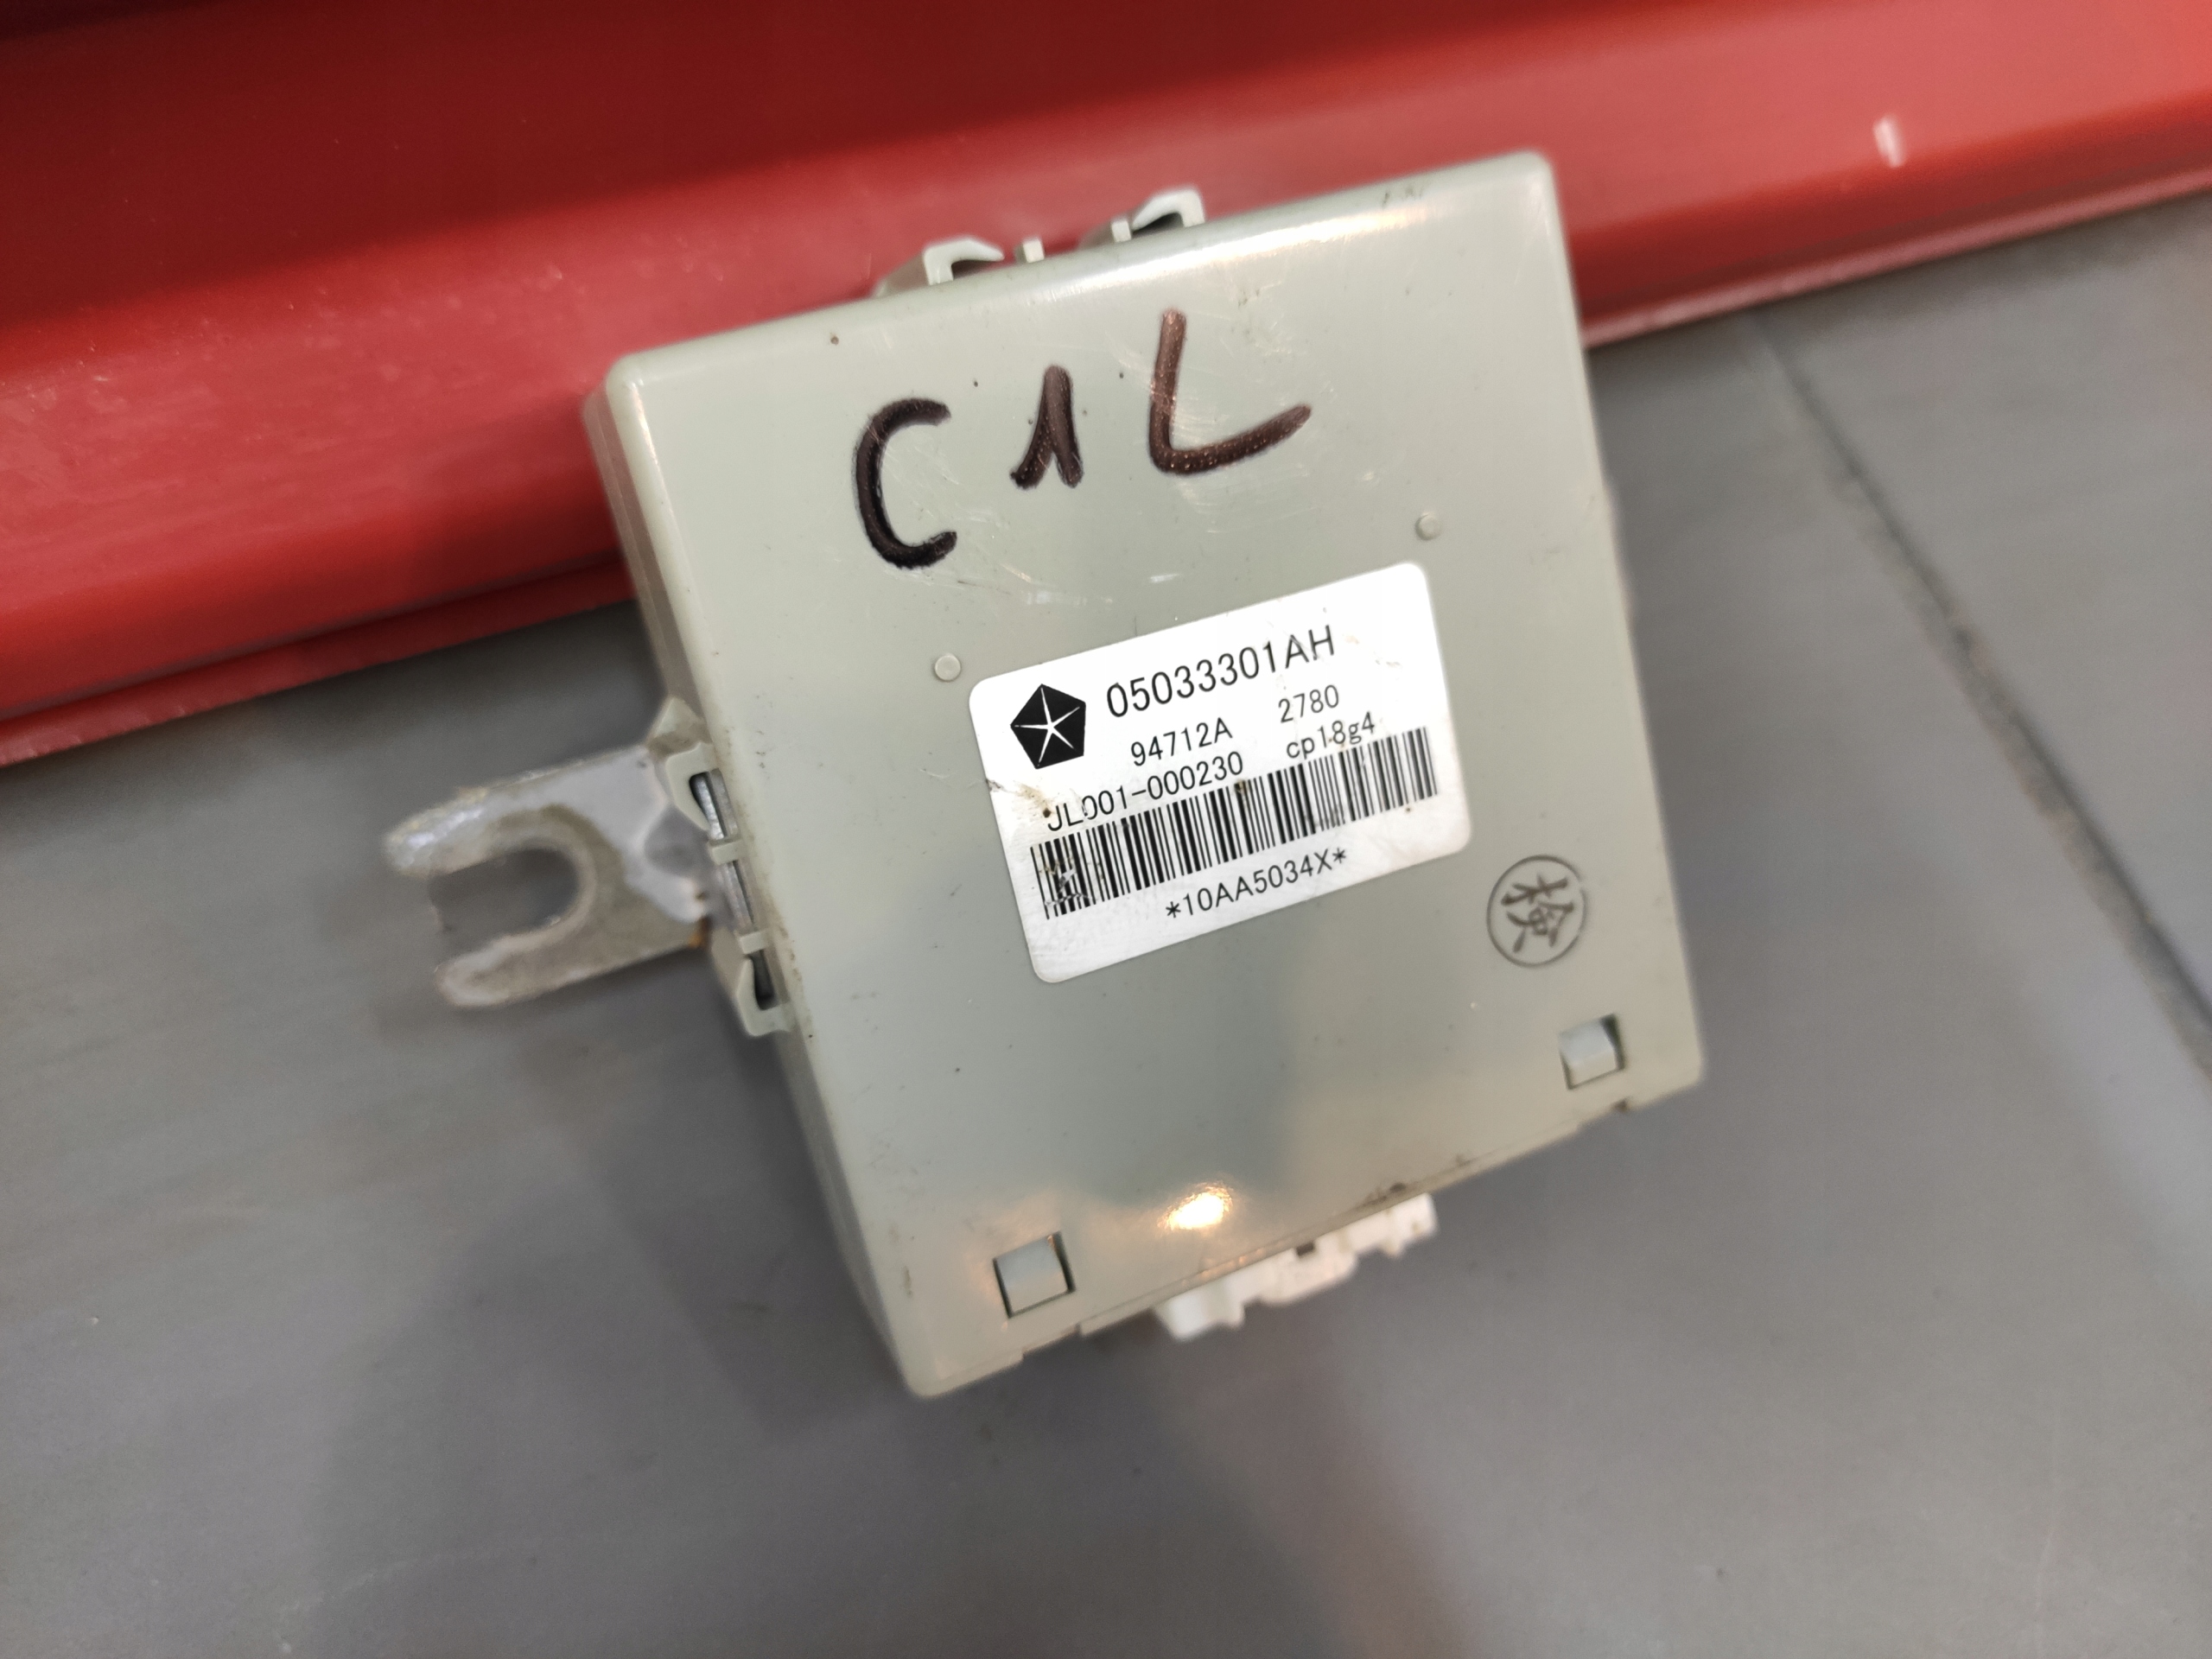 C1L
05033301AH
94712A 2780
JL001-000230 cp18g4
*10AA5034X*
検